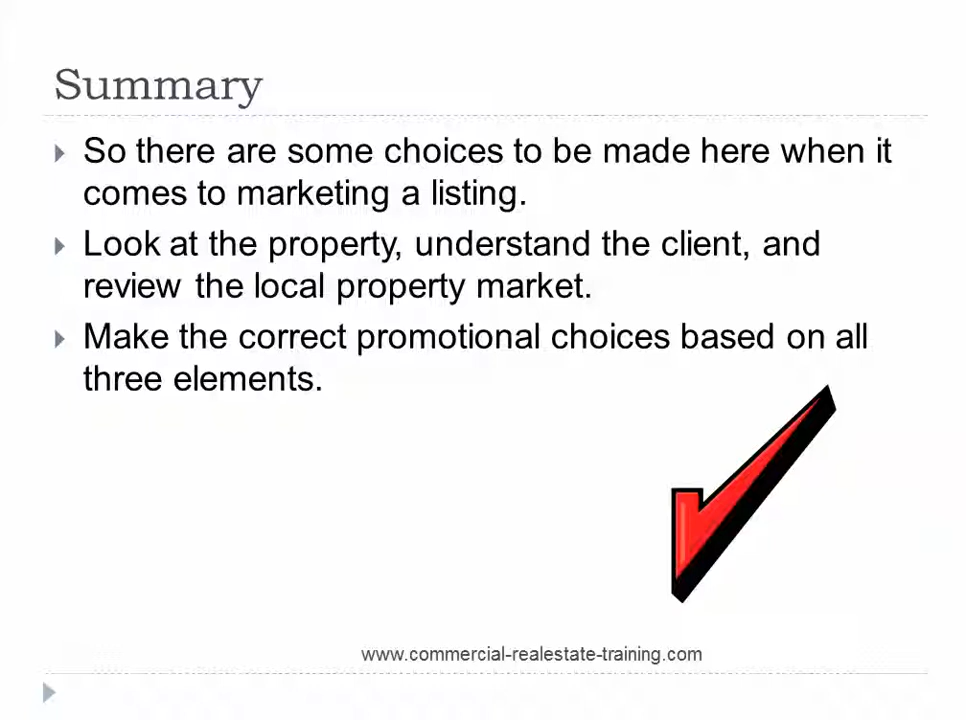 Summary
So there are some choices to be made here when it
comes to marketing a listing.
Look at the property, understand the client, and
review the local property market.
Make the correct promotional choices based on all
three elements.
www.commercial-realestate-training.com